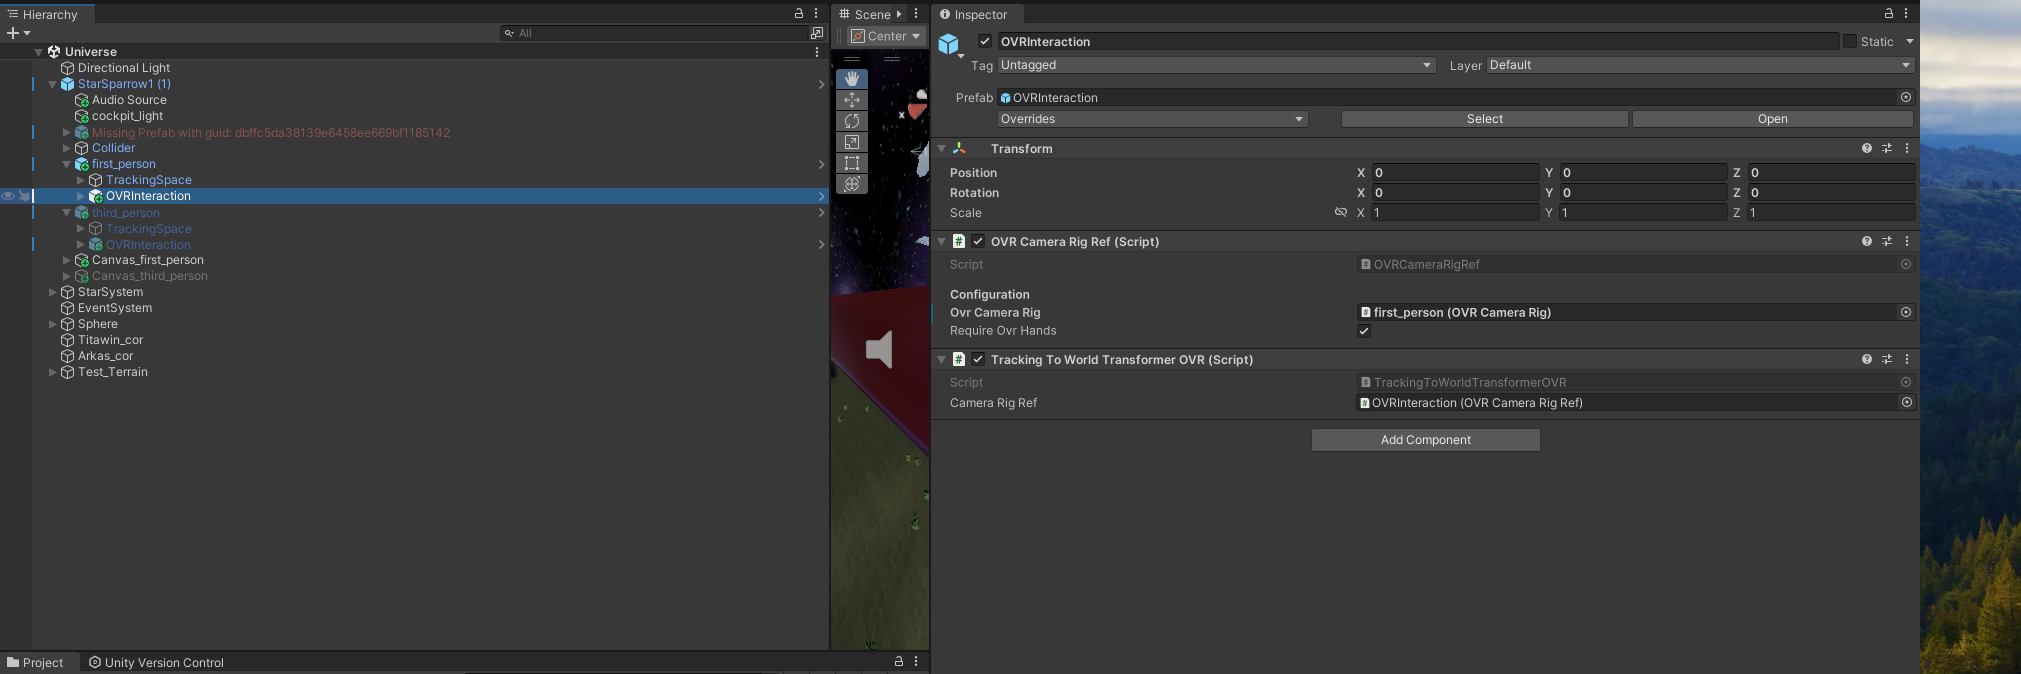 Hierarchy
All
Universe
Directional Light
StarSparrow1 (1)
Audio Source
cockpit_light
Missing Prefab with guid: dbffc5da38139e6458ee669bf1185142
Collider
first_person
TrackingSpace
OVRInteraction
third_person
TrackingSpace
OVRInteraction
Canvas_first_person
Canvas_third_person
StarSystem
EventSystem
Sphere
Titawin_cor
Arkas_cor
Test_Terrain
Project Unity Version Control
Scene
Center
x
Inspector
OVRInteraction Static
Tag Untagged Layer Default
Prefab OVRInteraction
Overrides Select Open
Transform
Position X 0 Y 0 Z 0
Rotation X 0 Y 0 Z 0
Scale X 1 Y 1 Z 1
# OVR Camera Rig Ref (Script)
Script OVRCameraRigRef
Configuration
Ovr Camera Rig first_person (OVR Camera Rig)
Require Ovr Hands
# Tracking To World Transformer OVR (Script)
Script TrackingToWorldTransformerOVR
Camera Rig Ref OVRInteraction (OVR Camera Rig Ref)
Add Component